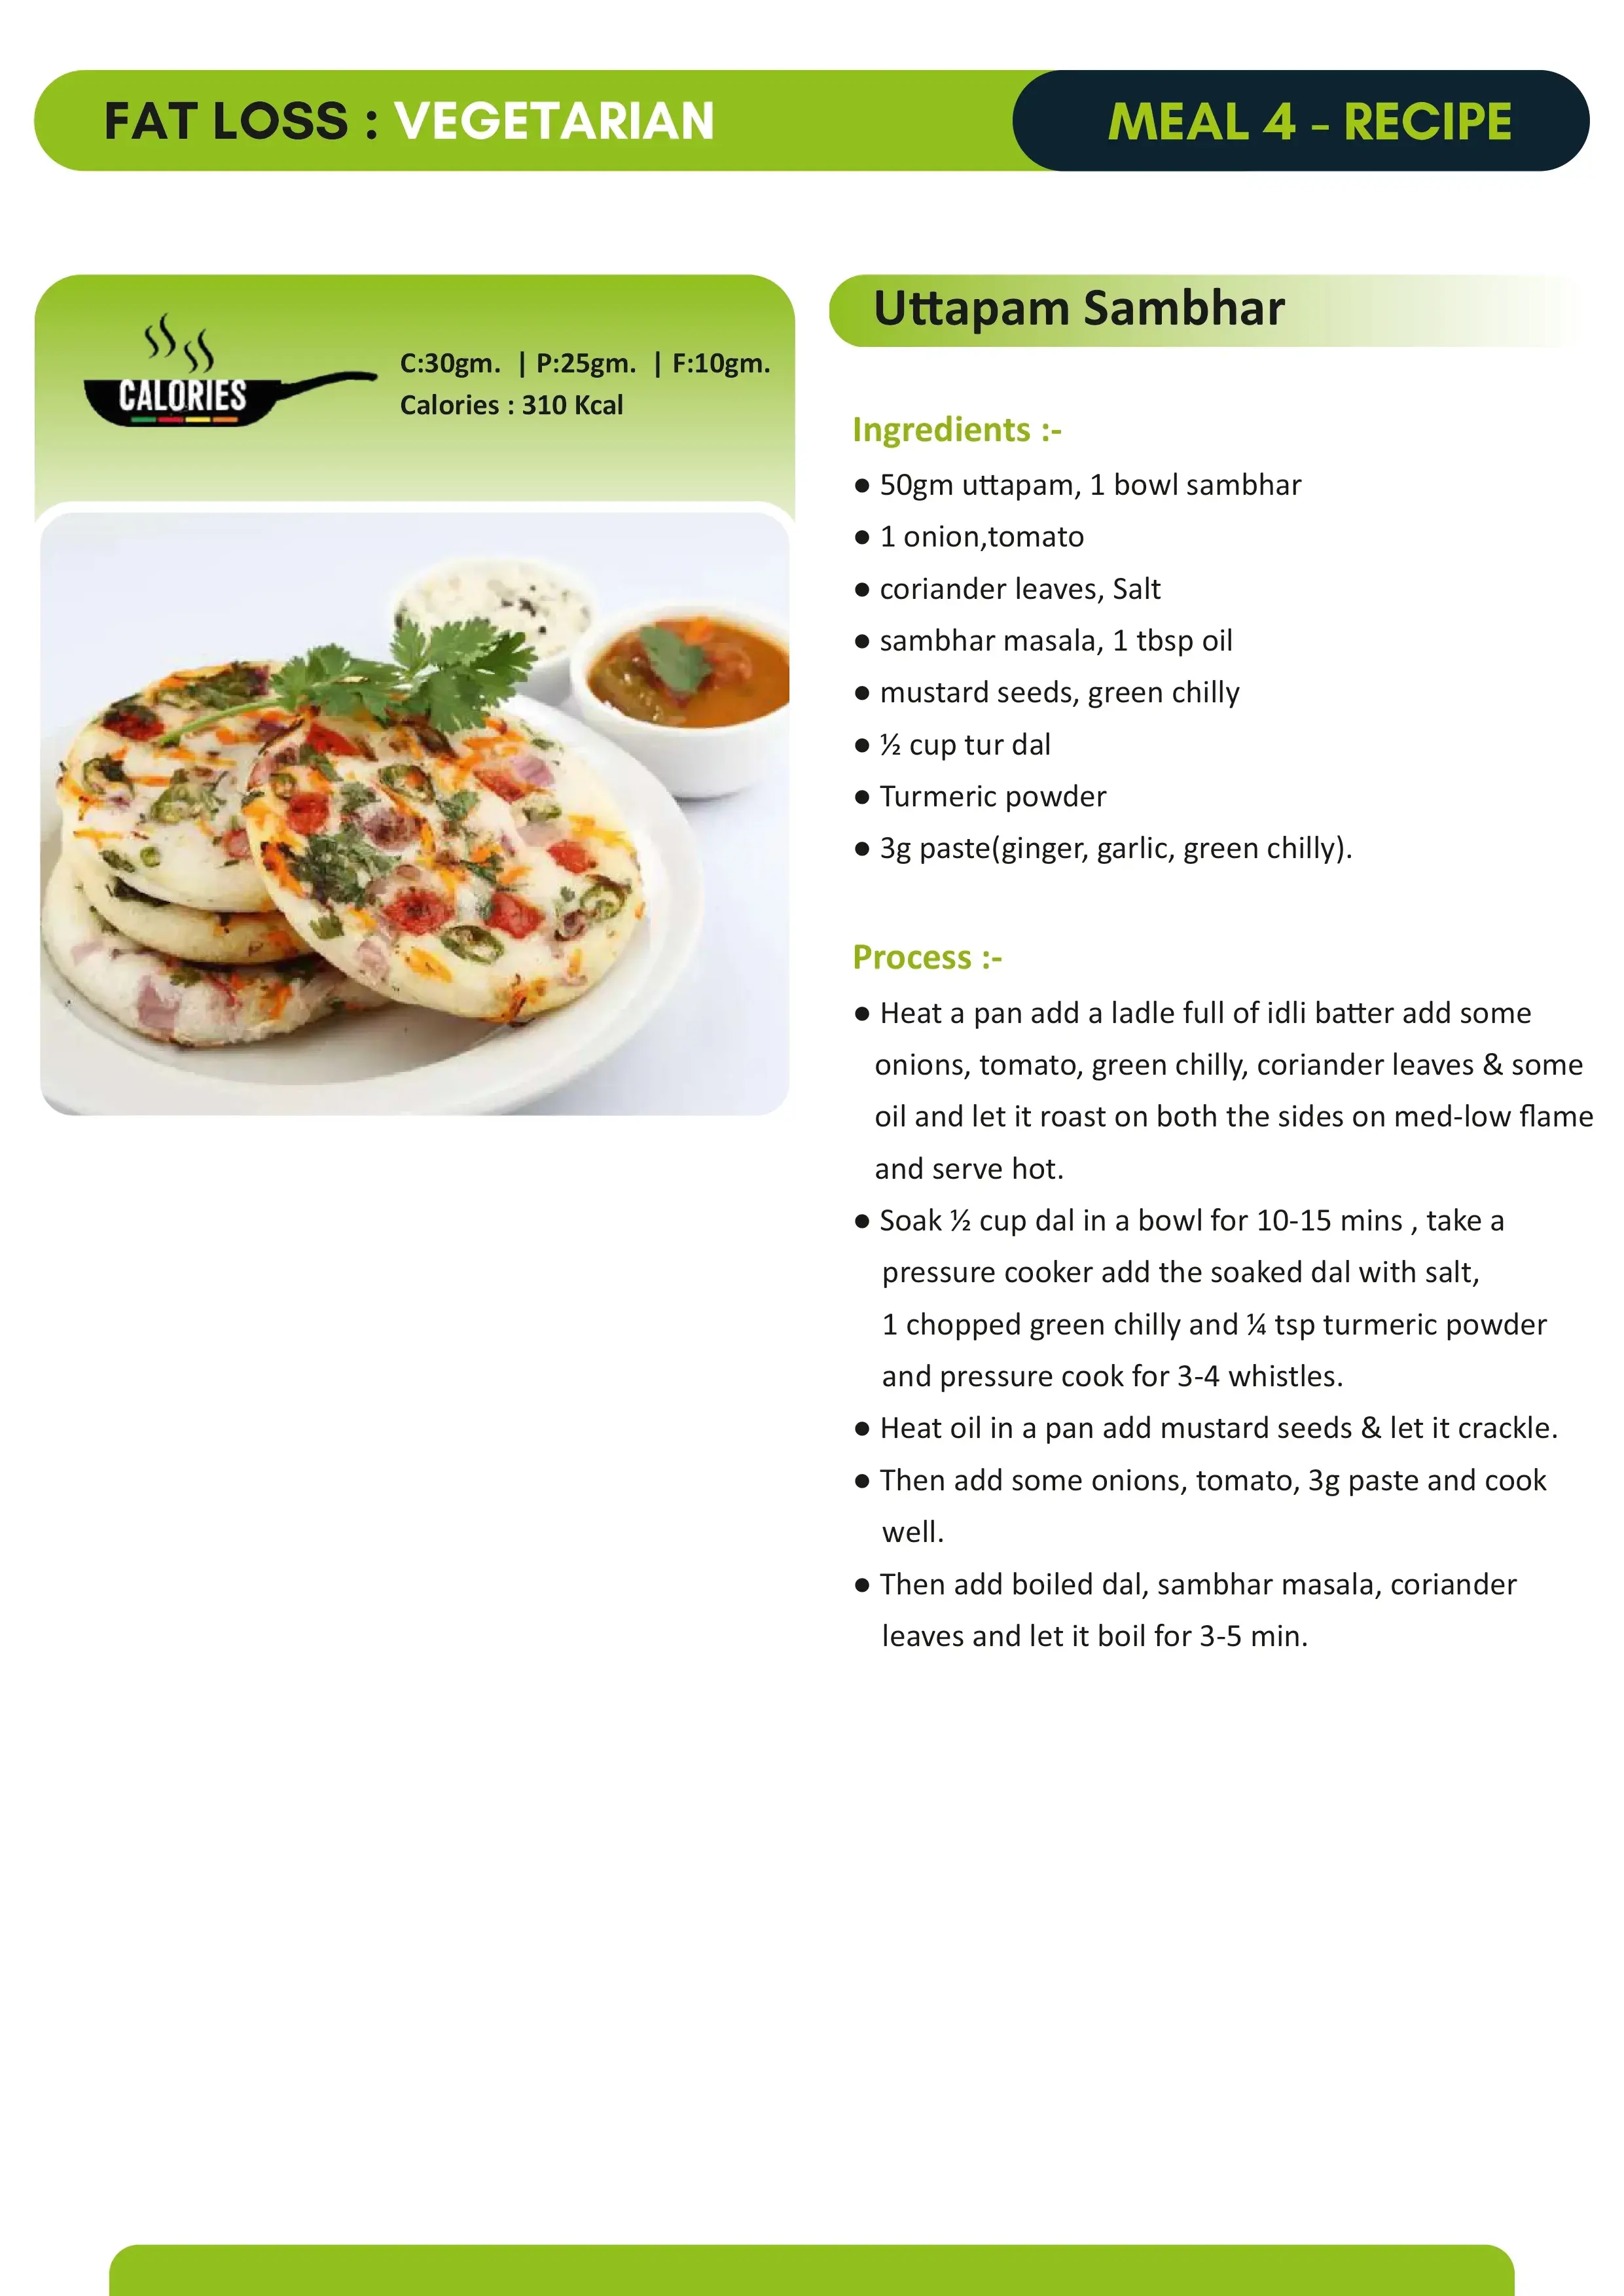 FAT LOSS : VEGETARIAN
MEAL 4 - RECIPE
CALORIES
C:30gm. | P:25gm. | F:10gm.
Calories : 310 Kcal
Uttapam Sambhar
Ingredients :-
● 50gm uttapam, 1 bowl sambhar
● 1 onion,tomato
● coriander leaves, Salt
● sambhar masala, 1 tbsp oil
● mustard seeds, green chilly
● ½ cup tur dal
● Turmeric powder
● 3g paste(ginger, garlic, green chilly).
Process :-
● Heat a pan add a ladle full of idli batter add some
onions, tomato, green chilly, coriander leaves & some
oil and let it roast on both the sides on med-low flame
and serve hot.
● Soak ½ cup dal in a bowl for 10-15 mins , take a
pressure cooker add the soaked dal with salt,
1 chopped green chilly and ¼ tsp turmeric powder
and pressure cook for 3-4 whistles.
● Heat oil in a pan add mustard seeds & let it crackle.
● Then add some onions, tomato, 3g paste and cook
well.
● Then add boiled dal, sambhar masala, coriander
leaves and let it boil for 3-5 min.